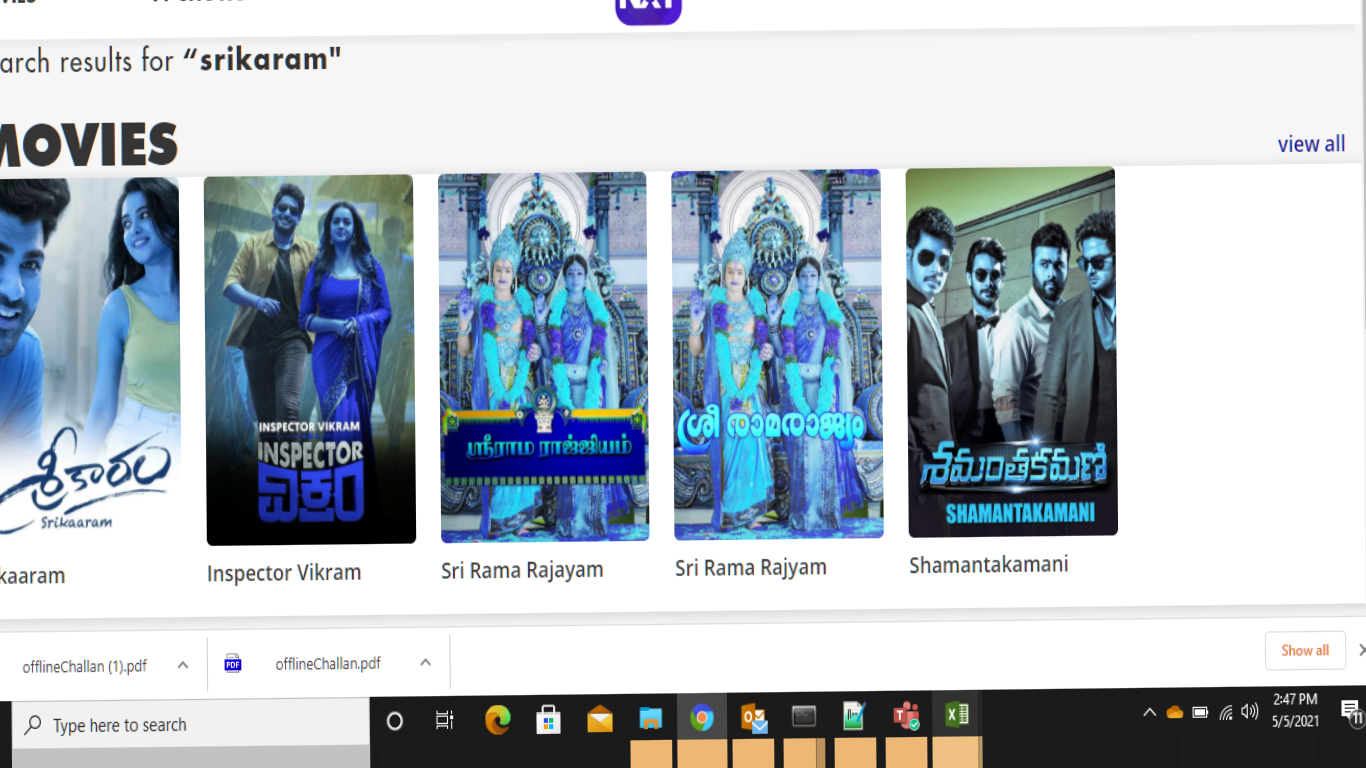 NXT
arch results for “srikaram"
MOVIES
view all
శ్రీకారం
Srikaaram
INSPECTOR VIKRAM
INSPECTOR
ವಿಕ್ರಂ
ஸ்ரீராம ராஜ்ஜியம்
ശ്രീ രാമരാജ്യം
శమంతకమణి
SHAMANTAKAMANI
kaaram
Inspector Vikram
Sri Rama Rajayam
Sri Rama Rajyam
Shamantakamani
offlineChallan (1).pdf
PDF
offlineChallan.pdf
Show all
Type here to search
2:47 PM
5/5/2021
11